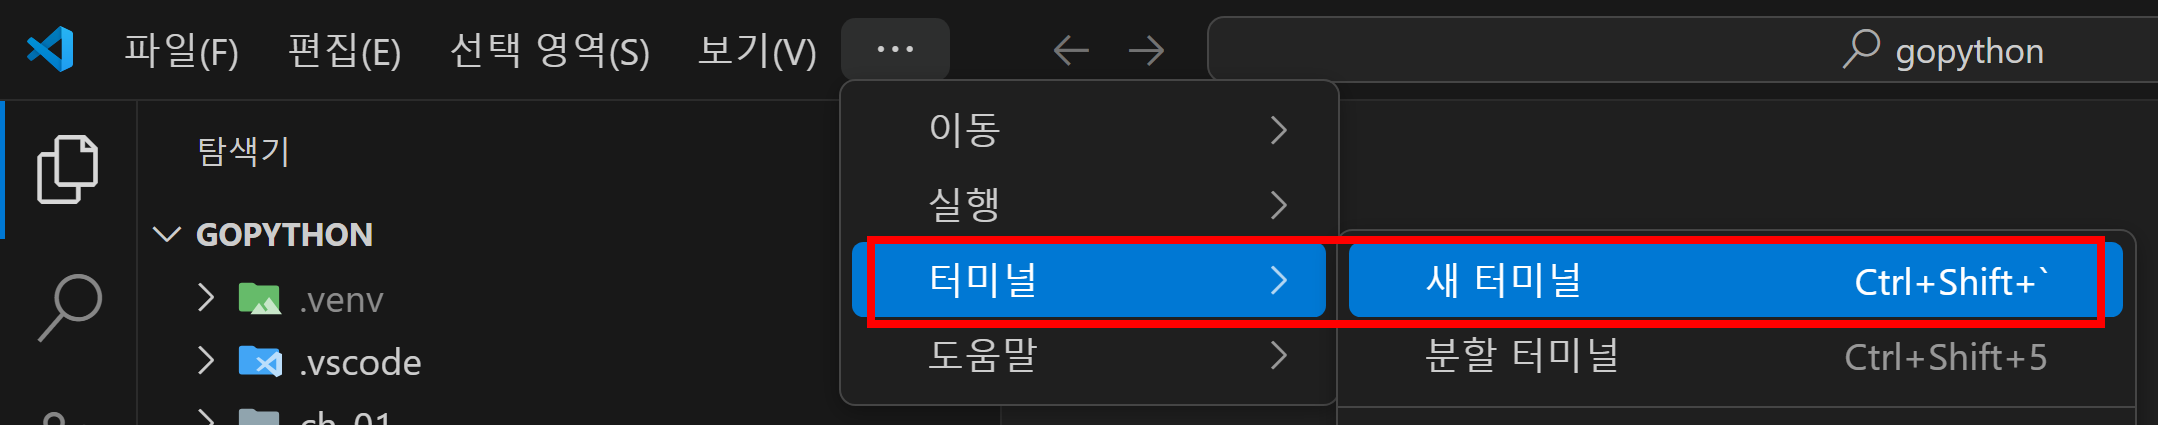 파일(F) 편집(E) 선택 영역(S) 보기(V) ··· gopython
탐색기
GOPYTHON
.venv
.vscode
ch_01
이동
실행
터미널
도움말
새 터미널 Ctrl+Shift+`
분할 터미널 Ctrl+Shift+5